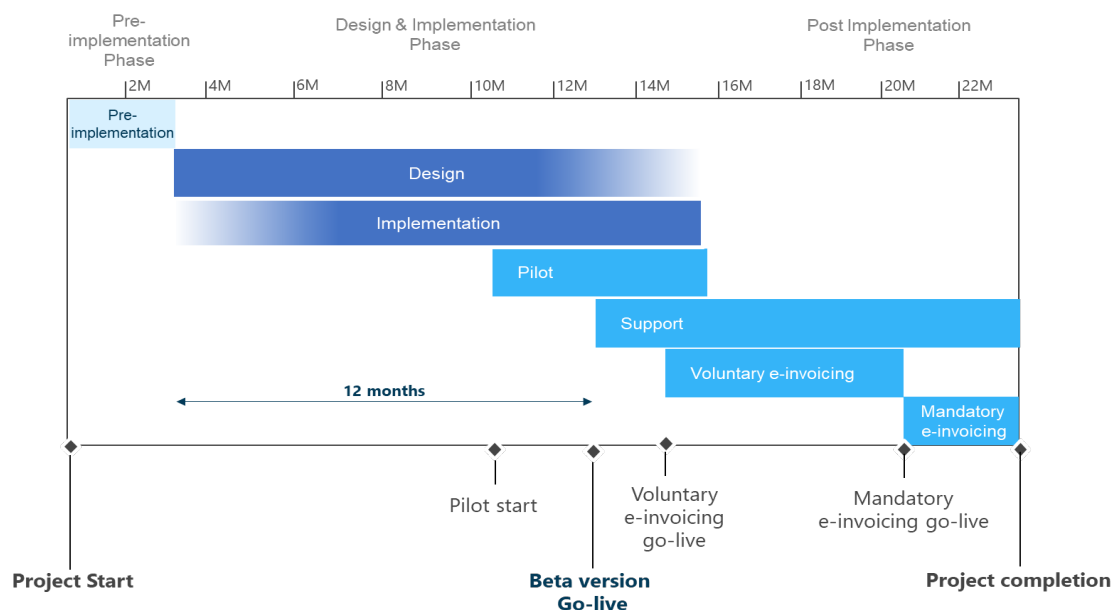 Pre-
implementation
Phase
Design & Implementation
Phase
Post Implementation
Phase
2M 4M 6M 10M 12M 14M 16M 18M 20M 22M
Pre-
implementation
Design
Implementation
Pilot
Support
Voluntary e-invoicing
12 months
Mandatory
e-invoicing
Pilot start
Voluntary
e-invoicing
go-live
Mandatory
e-invoicing go-live
Project Start
Beta version
Go-live
Project completion